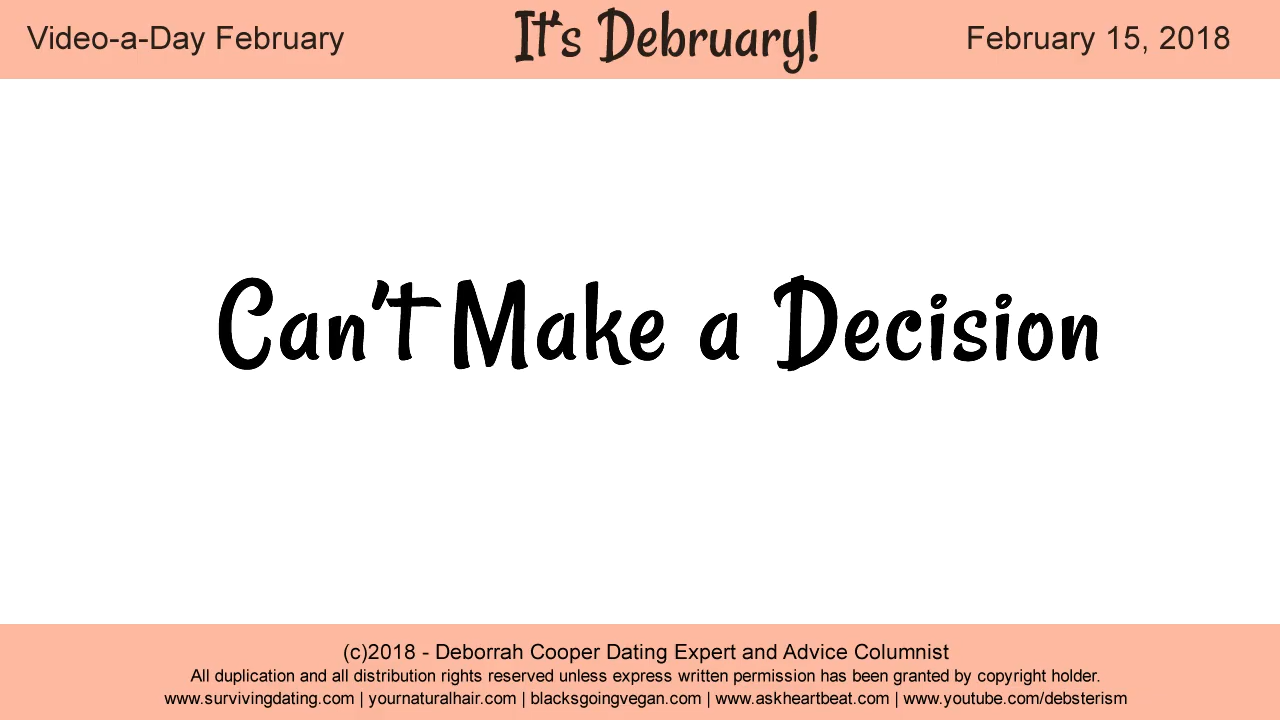 Video-a-Day February
It's Debruary!
February 15, 2018
Can't Make a Decision
(c)2018 - Deborrah Cooper Dating Expert and Advice Columnist
All duplication and all distribution rights reserved unless express written permission has been granted by copyright holder.
www.survivingdating.com | yournaturalhair.com | blacksgoingvegan.com | www.askheartbeat.com | www.youtube.com/debsterism